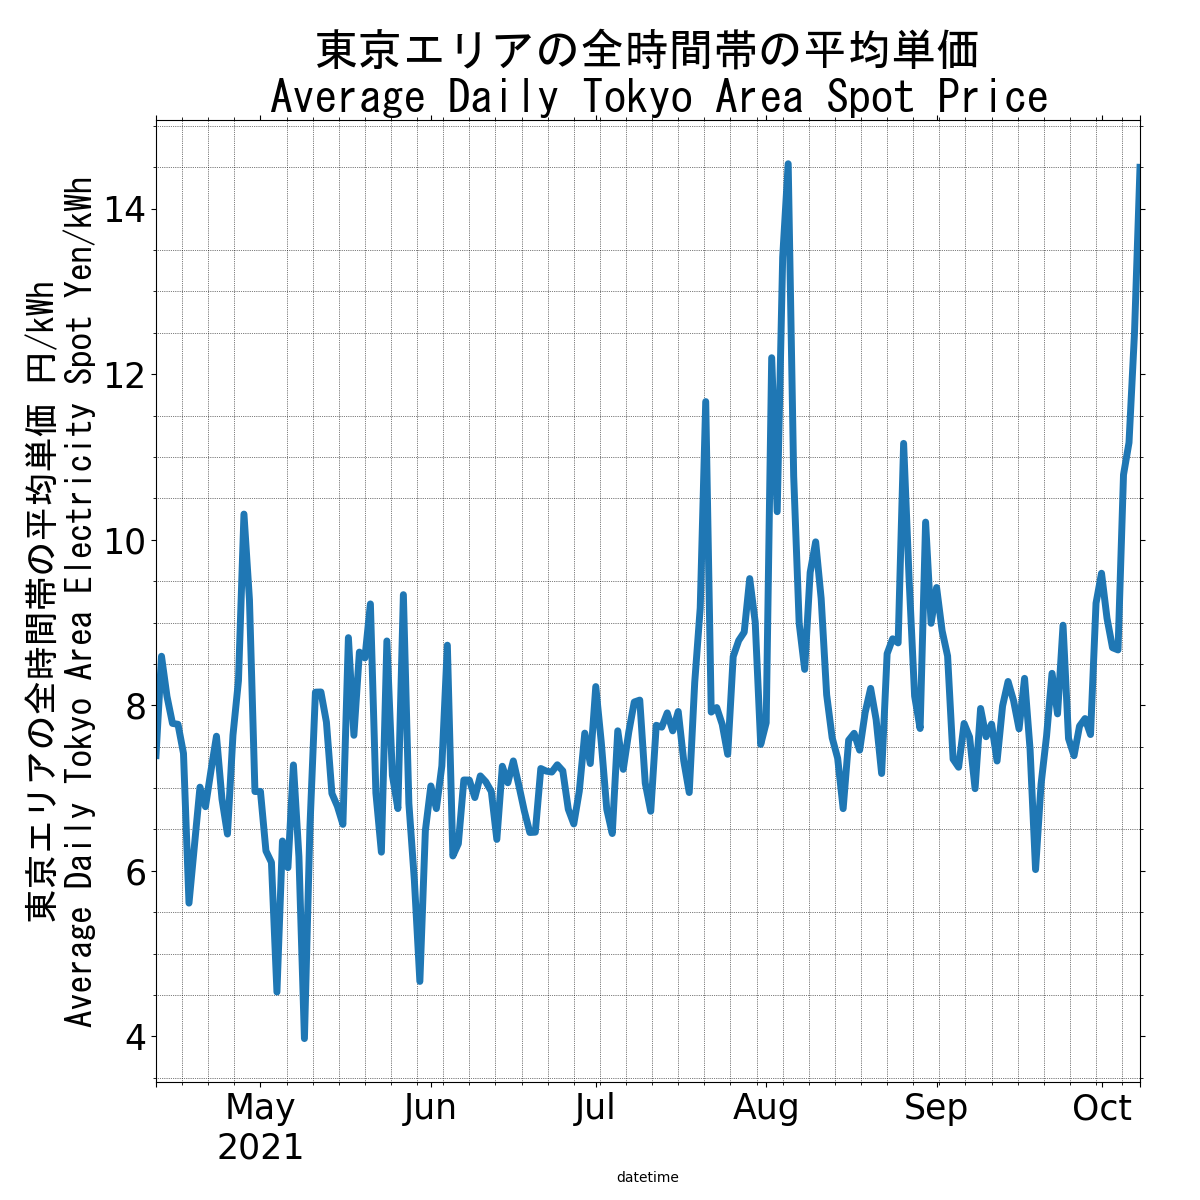 東京エリアの全時間帯の平均単価
Average Daily Tokyo Area Spot Price
東京エリアの全時間帯の平均単価 円/kWh
Average Daily Tokyo Area Electricity Spot Yen/kWh
14
12
10
8
6
4
May
2021
Jun
Jul
Aug
Sep
Oct
datetime